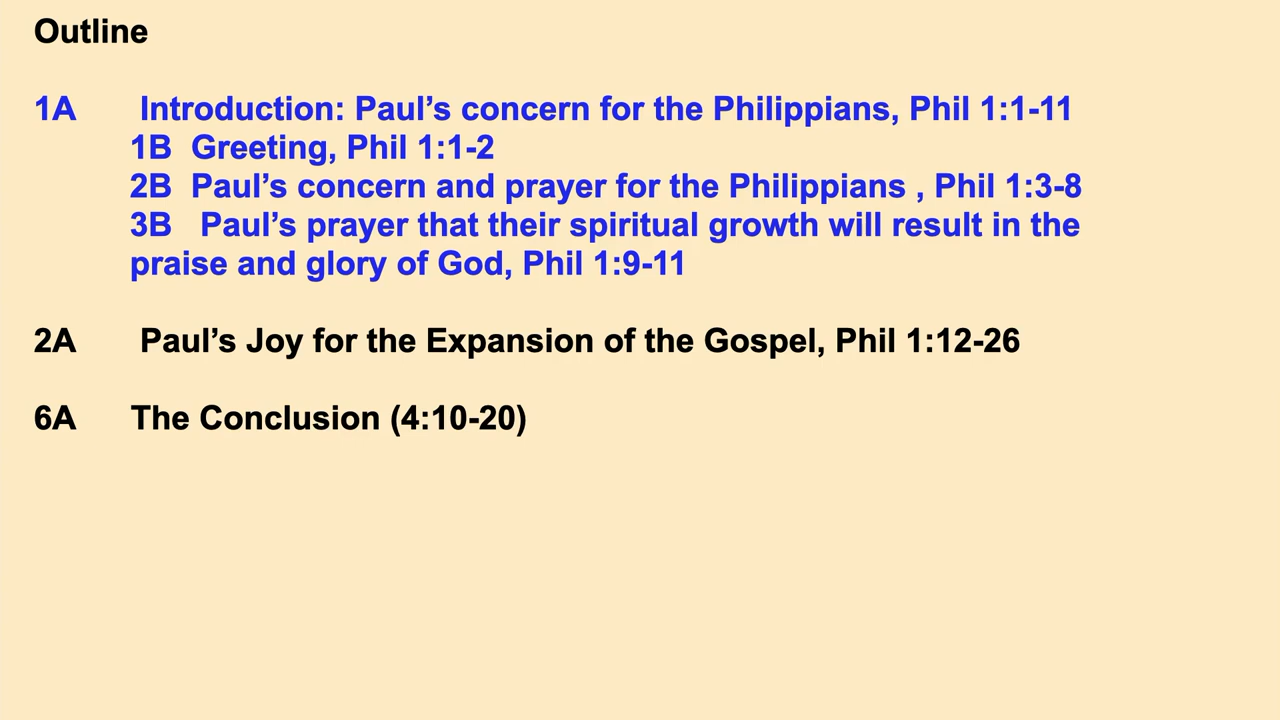 Outline
1A Introduction: Paul’s concern for the Philippians, Phil 1:1-11
1B Greeting, Phil 1:1-2
2B Paul’s concern and prayer for the Philippians , Phil 1:3-8
3B Paul’s prayer that their spiritual growth will result in the
praise and glory of God, Phil 1:9-11
2A Paul’s Joy for the Expansion of the Gospel, Phil 1:12-26
6A The Conclusion (4:10-20)